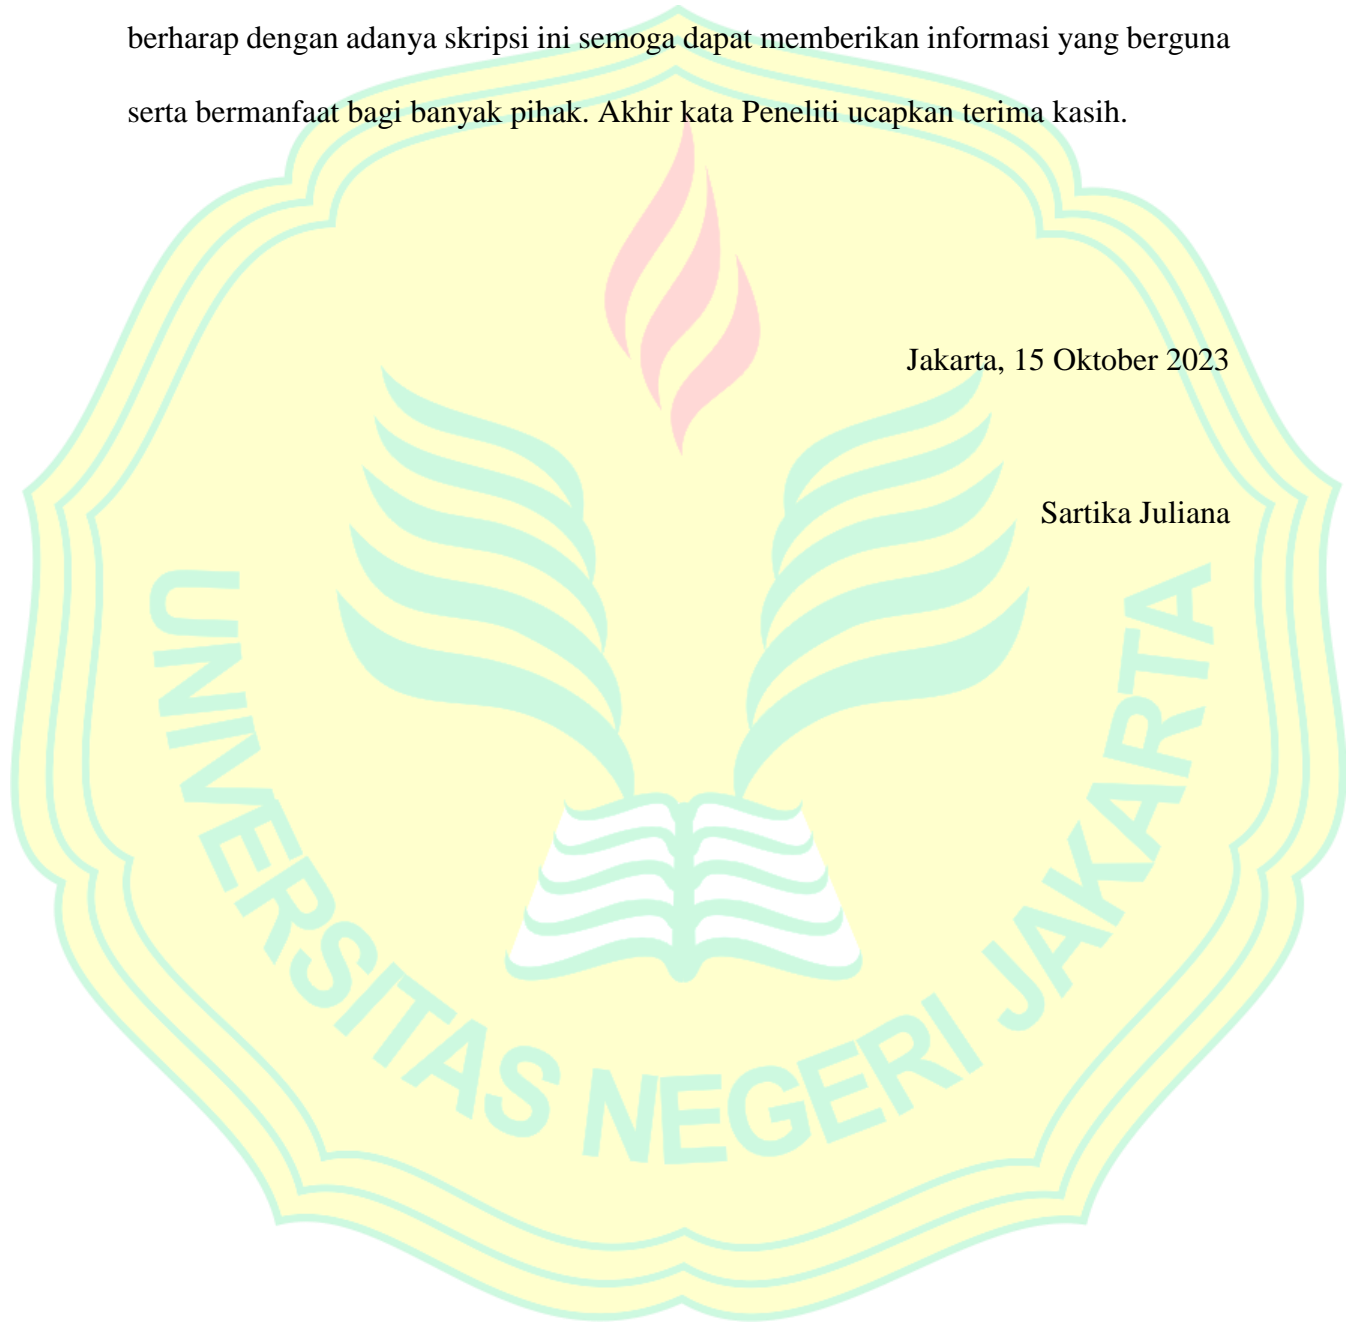 berharap dengan adanya skripsi ini semoga dapat memberikan informasi yang berguna
serta bermanfaat bagi banyak pihak. Akhir kata Peneliti ucapkan terima kasih.
Jakarta, 15 Oktober 2023
Sartika Juliana
UNIVERSITAS NEGERI JAKARTA